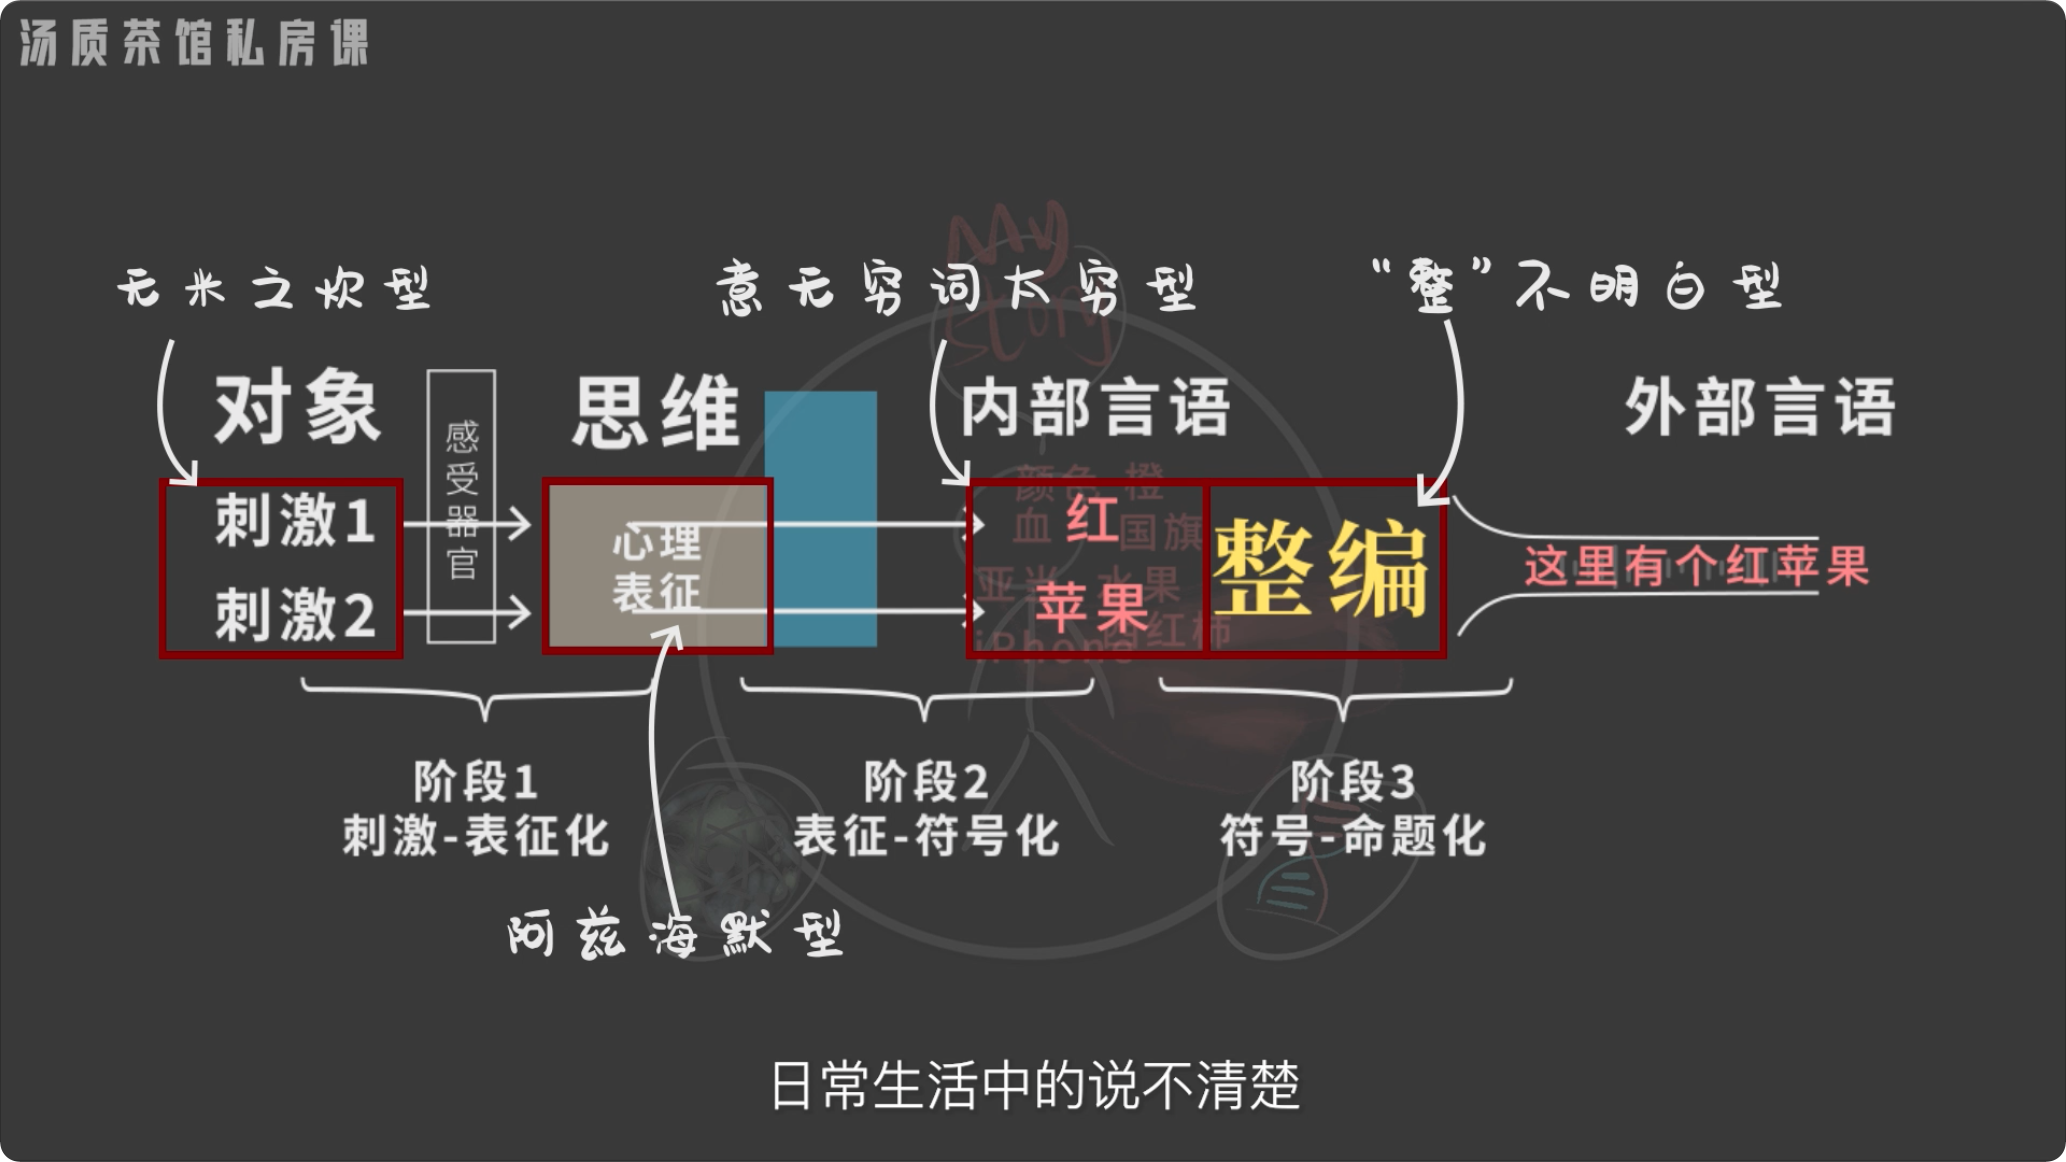 汤质茶馆私房课
My
story
无米之炊型
意无穷词太穷型
“整”不明白型
对象
感受器官
思维
内部言语
外部言语
刺激1
刺激2
心理
表征
颜色 橙
血 红 国旗
亚当 水果
苹果
iPhone 西红柿
整编
这里有个红苹果
阶段1
刺激-表征化
阶段2
表征-符号化
阶段3
符号-命题化
阿兹海默型
日常生活中的说不清楚